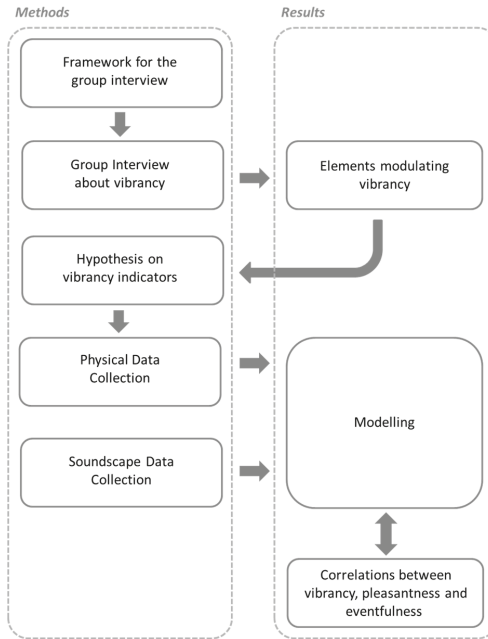 Methods
Results
Framework for the
group interview
Group Interview
about vibrancy
Elements modulating
vibrancy
Hypothesis on
vibrancy indicators
Physical Data
Collection
Modelling
Soundscape Data
Collection
Correlations between
vibrancy, pleasantness and
eventfulness